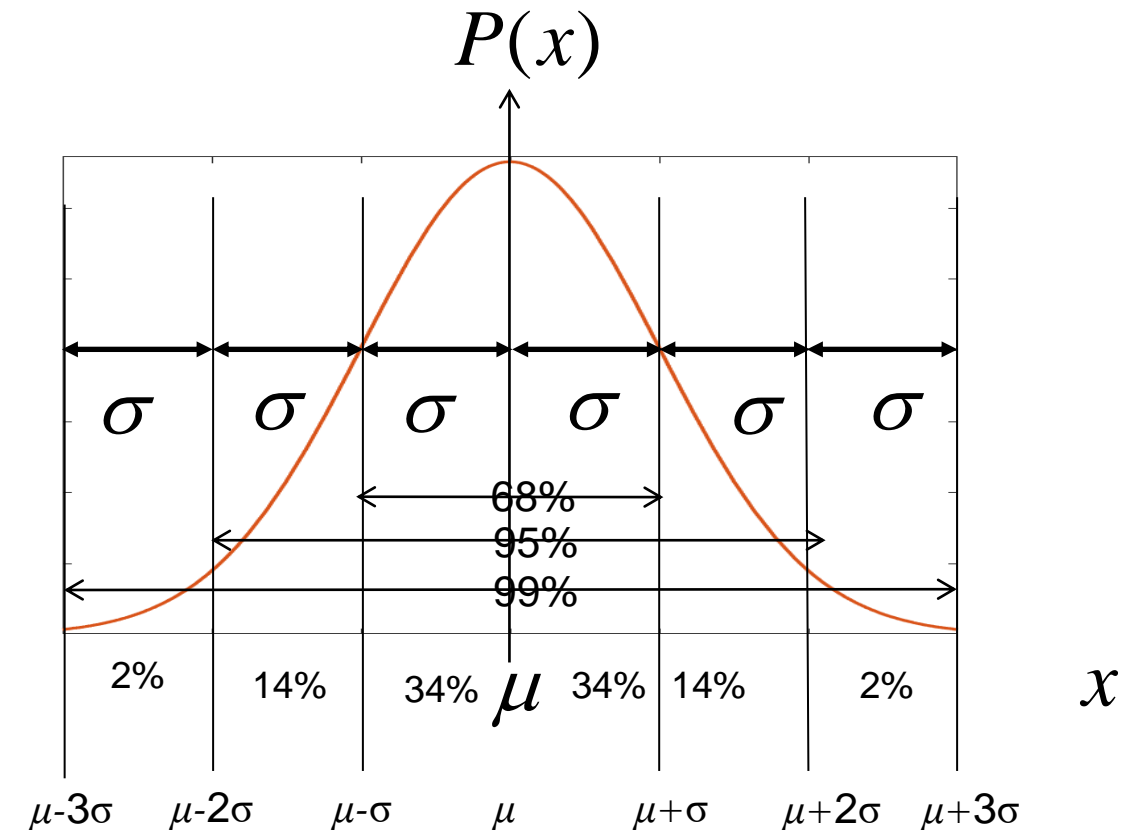 P(x)
σ σ σ σ σ σ
68%
95%
99%
2% 14% 34% μ 34% 14% 2% x
μ-3σ μ-2σ μ-σ μ μ+σ μ+2σ μ+3σ